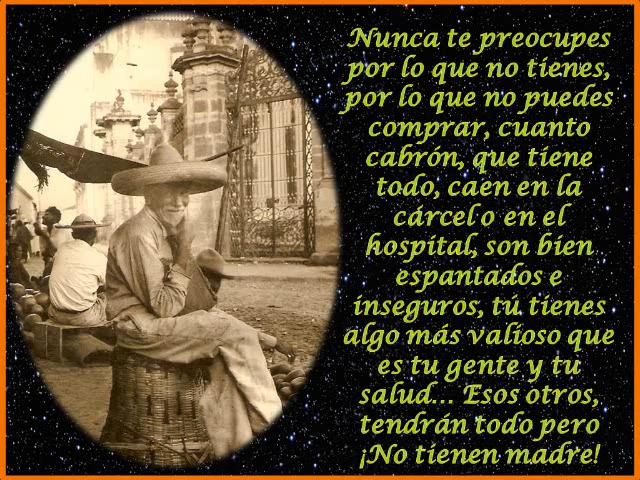 Nunca te preocupes
por lo que no tienes,
por lo que no puedes
comprar, cuanto
cabrón, que tiene
todo, caen en la
cárcel o en el
hospital, son bien
espantados e
inseguros, tú tienes
algo más valioso que
es tu gente y tu
salud... Esos otros,
tendrán todo pero
¡No tienen madre!